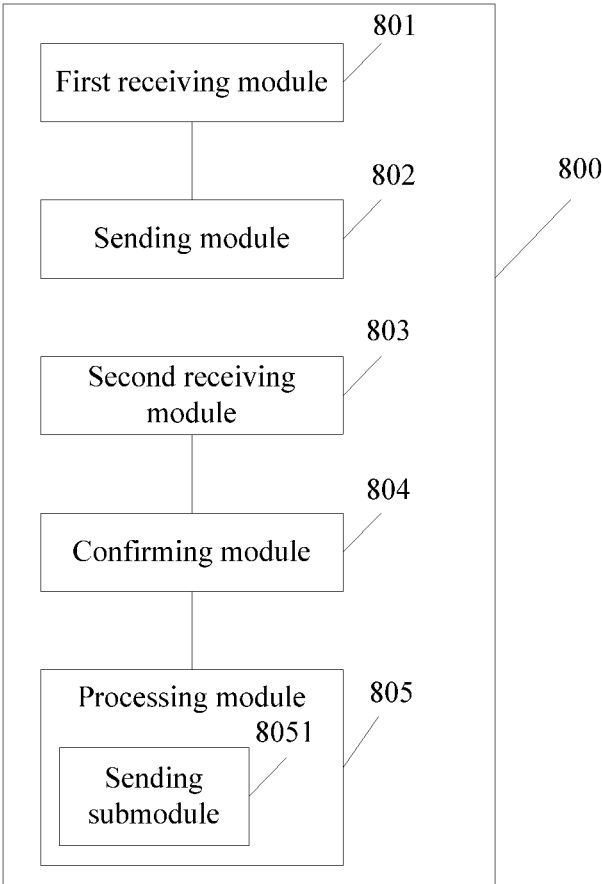 801
First receiving module
802
800
Sending module
803
Second receiving
module
804
Confirming module
805
Processing module
8051
Sending
submodule